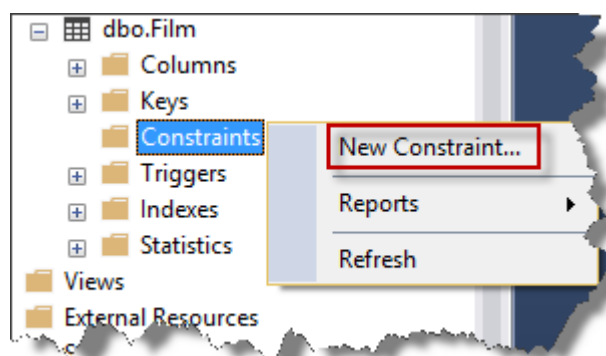 dbo.Film
Columns
Keys
Constraints
New Constraint...
Triggers
Reports
Indexes
Statistics
Refresh
Views
External Resources